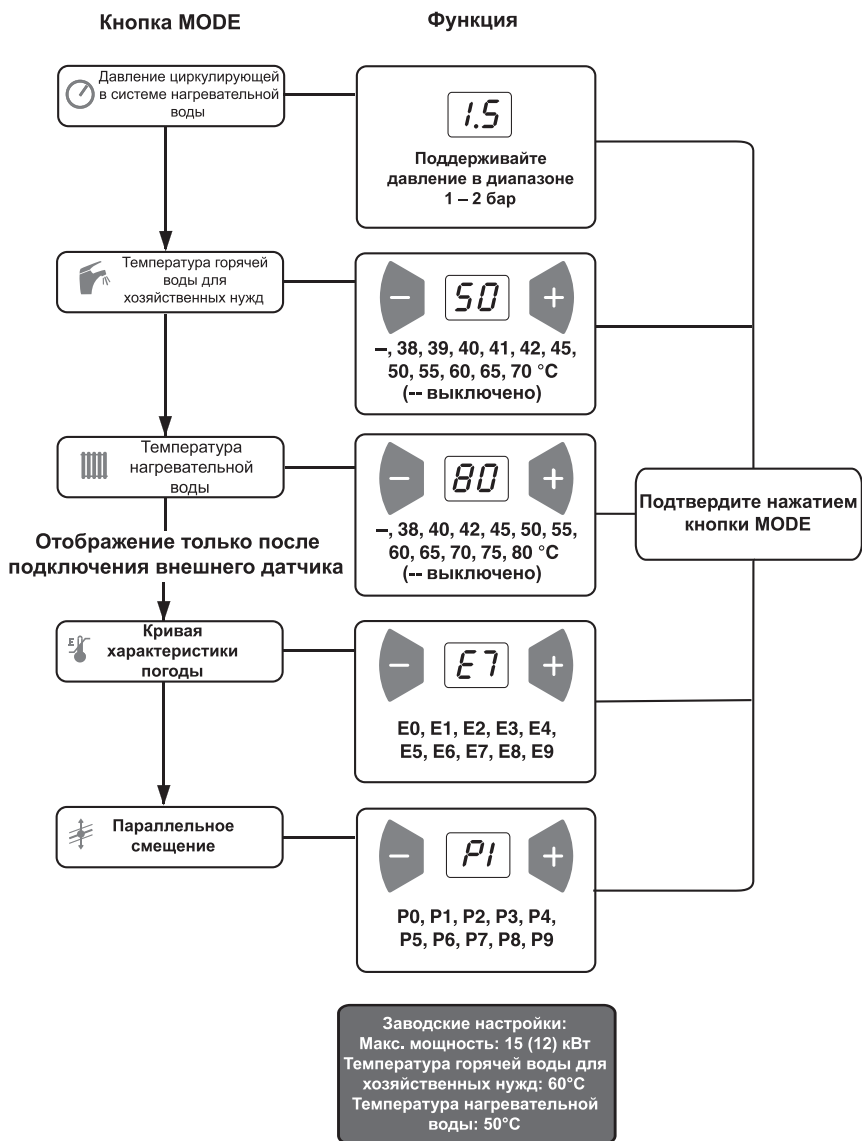 Кнопка MODE
Функция
Давление циркулирующей
в системе нагревательной
воды
1.5
Поддерживайте
давление в диапазоне
1 – 2 бар
Температура горячей
воды для
хозяйственных нужд
–
50
+
–, 38, 39, 40, 41, 42, 45,
50, 55, 60, 65, 70 °C
(-- выключено)
Температура
нагревательной
воды
–
80
+
–, 38, 40, 42, 45, 50, 55,
60, 65, 70, 75, 80 °C
(-- выключено)
Подтвердите нажатием
кнопки MODE
Отображение только после
подключения внешнего датчика
E
Кривая
характеристики
погоды
–
E7
+
E0, E1, E2, E3, E4,
E5, E6, E7, E8, E9
Параллельное
смещение
–
P1
+
P0, P1, P2, P3, P4,
P5, P6, P7, P8, P9
Заводские настройки:
Макс. мощность: 15 (12) кВт
Температура горячей воды для
хозяйственных нужд: 60°C
Температура нагревательной
воды: 50°C